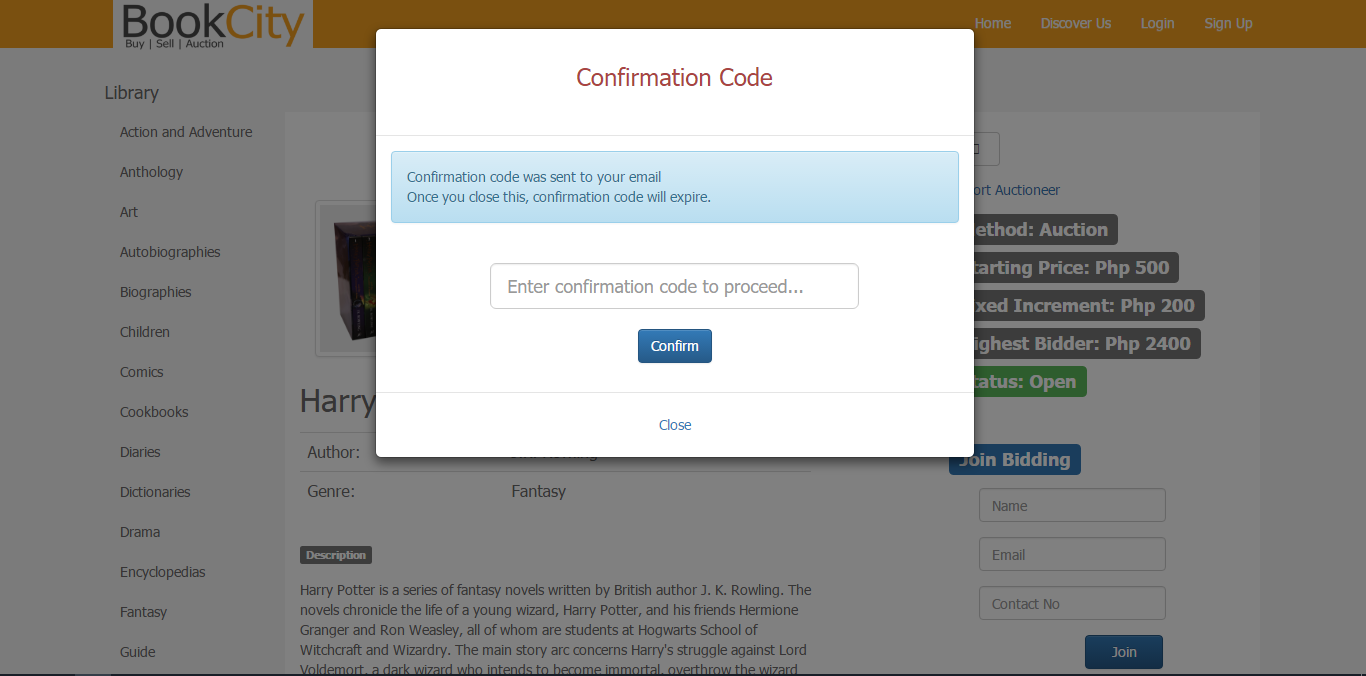 BookCity
Buy | Sell | Auction
Home
Discover Us
Login
Sign Up
Confirmation Code
Confirmation code was sent to your email
Once you close this, confirmation code will expire.
Enter confirmation code to proceed...
Confirm
Close
Library
Action and Adventure
Anthology
Art
Autobiographies
Biographies
Children
Comics
Cookbooks
Diaries
Dictionaries
Drama
Encyclopedias
Fantasy
Guide
Harry
Author:
Genre: Fantasy
Description
Harry Potter is a series of fantasy novels written by British author J. K. Rowling. The
novels chronicle the life of a young wizard, Harry Potter, and his friends Hermione
Granger and Ron Weasley, all of whom are students at Hogwarts School of
Witchcraft and Wizardry. The main story arc concerns Harry's struggle against Lord
Voldemort, a dark wizard who intends to become immortal, overthrow the wizard
ort Auctioneer
ethod: Auction
tarting Price: Php 500
xed Increment: Php 200
ighest Bidder: Php 2400
tatus: Open
Join Bidding
Name
Email
Contact No
Join